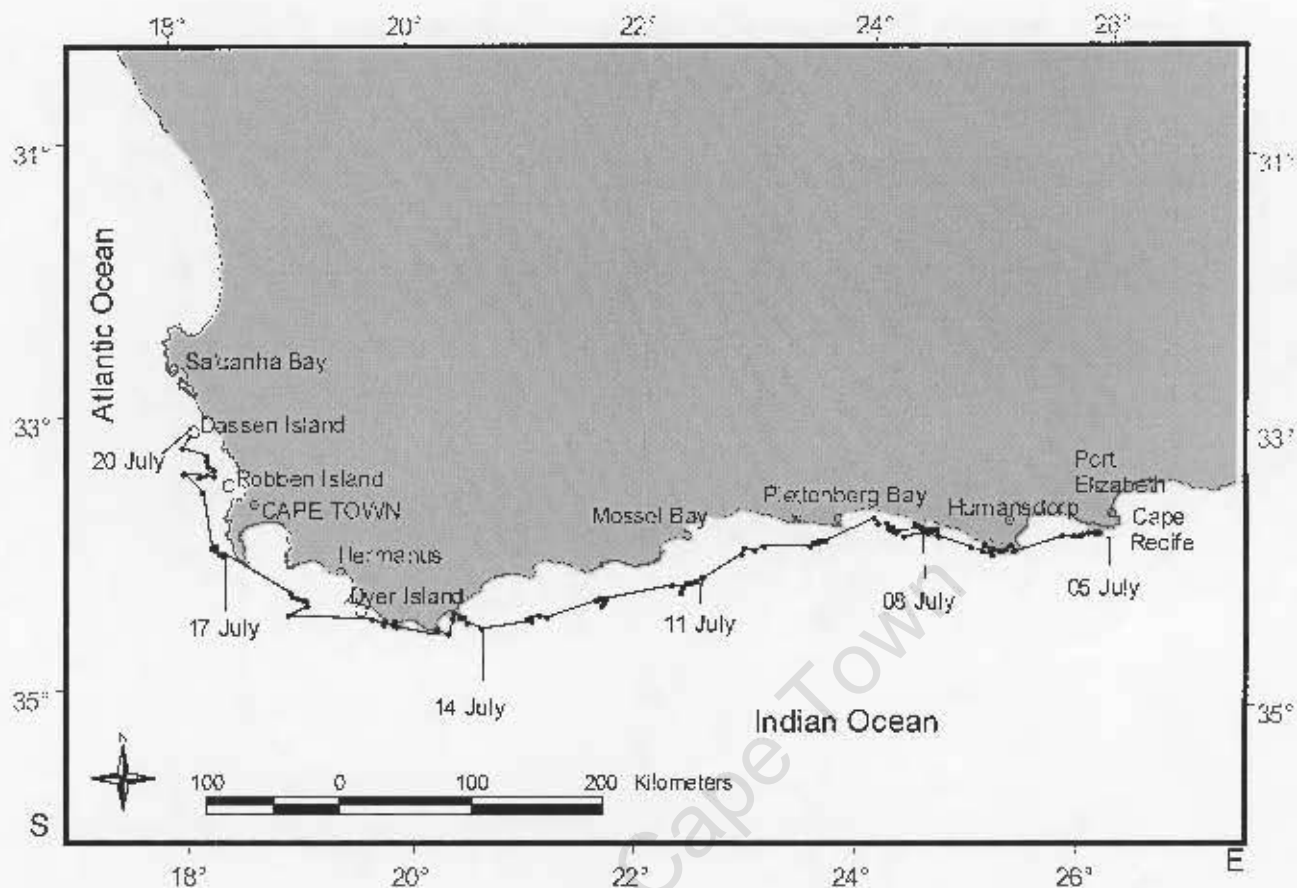 18° 20° 22° 24° 26°
31° 31°
Atlantic Ocean
Saldanha Bay
Dassen Island
33° 33°
20 July
Robben Island
CAPE TOWN
Mossel Bay
Plettenberg Bay
Humansdorp
Port
Elizabeth
Cape
Recife
Hermanus
Dyer Island
17 July
14 July
11 July
08 July
05 July
35° 35°
Indian Ocean
N
100 0 100 200 Kilometers
S
E
18° 20° 22° 24° 26°
Cape Town